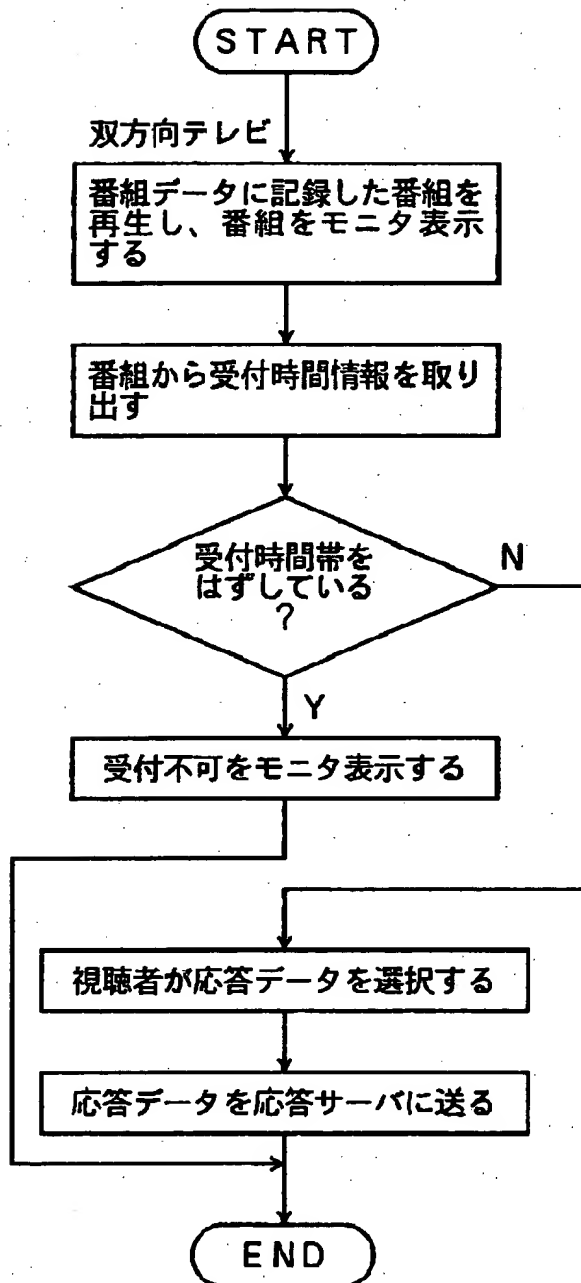 START
双方向テレビ
番組データに記録した番組を
再生し、番組をモニタ表示
する
番組から受付時間情報を取り
出す
受付時間帯を
はずしている
?
N
Y
受付不可をモニタ表示する
視聴者が応答データを選択する
応答データを応答サーバに送る
END